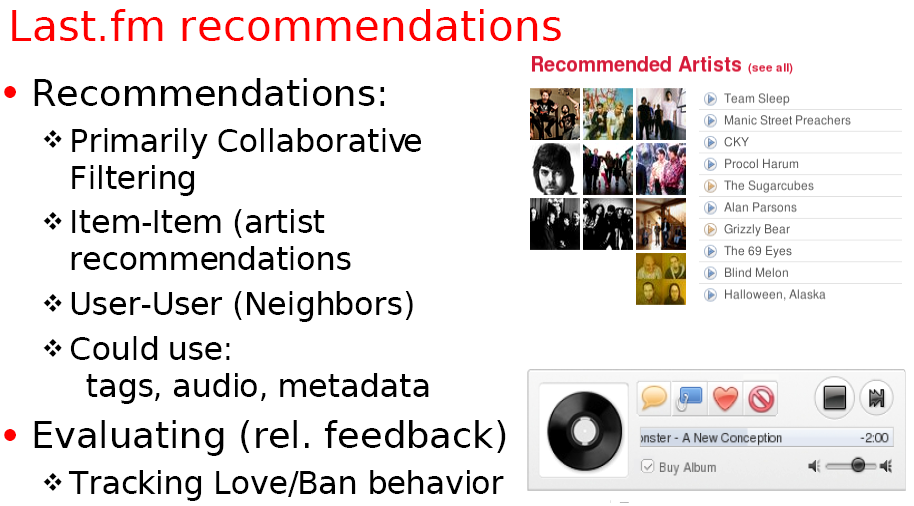 Last.fm recommendations
• Recommendations:
❖ Primarily Collaborative
Filtering
❖ Item-Item (artist
recommendations
❖ User-User (Neighbors)
❖ Could use:
tags, audio, metadata
• Evaluating (rel. feedback)
❖ Tracking Love/Ban behavior
Recommended Artists (see all)
Team Sleep
Manic Street Preachers
CKY
Procol Harum
The Sugarcubes
Alan Parsons
Grizzly Bear
The 69 Eyes
Blind Melon
Halloween, Alaska
onster - A New Conception -2:00
Buy Album